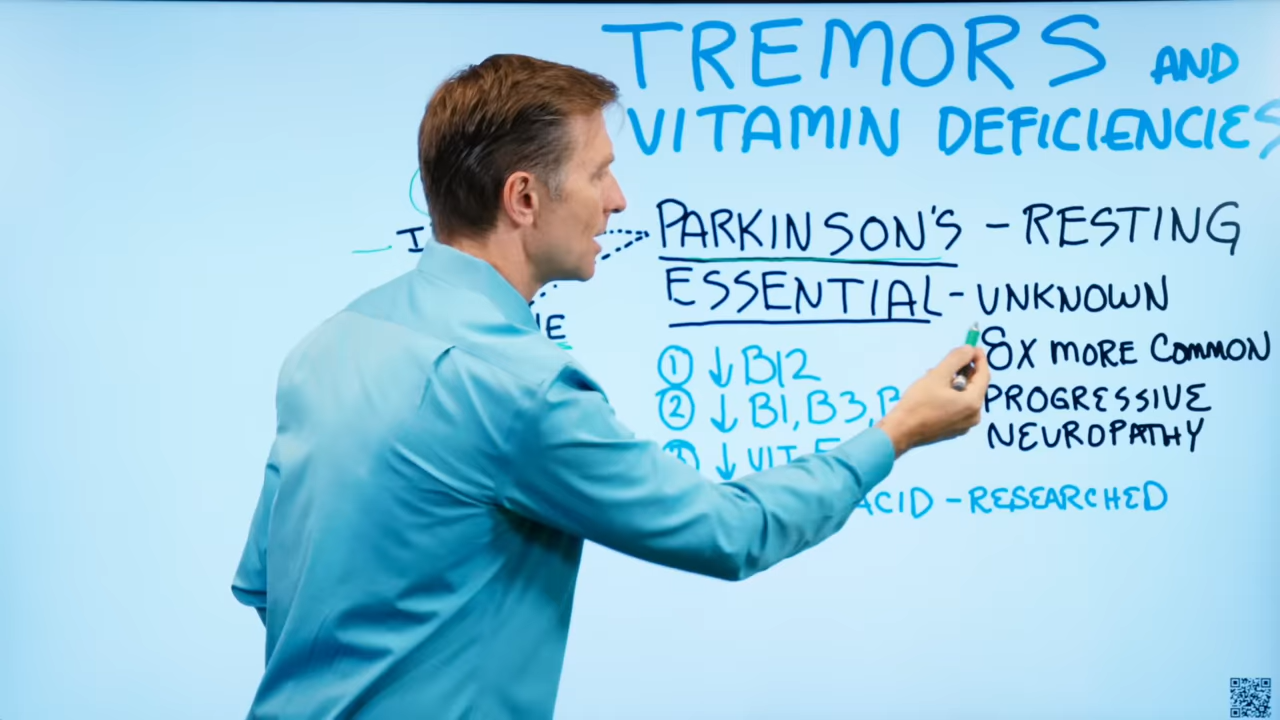 TREMORS AND
VITAMIN DEFICIENCIES
PARKINSON'S - RESTING
ESSENTIAL - UNKNOWN
8X MORE COMMON
PROGRESSIVE
NEUROPATHY
① ↓ B12
② ↓ B1, B3,
↓ VIT
ACID - RESEARCHED